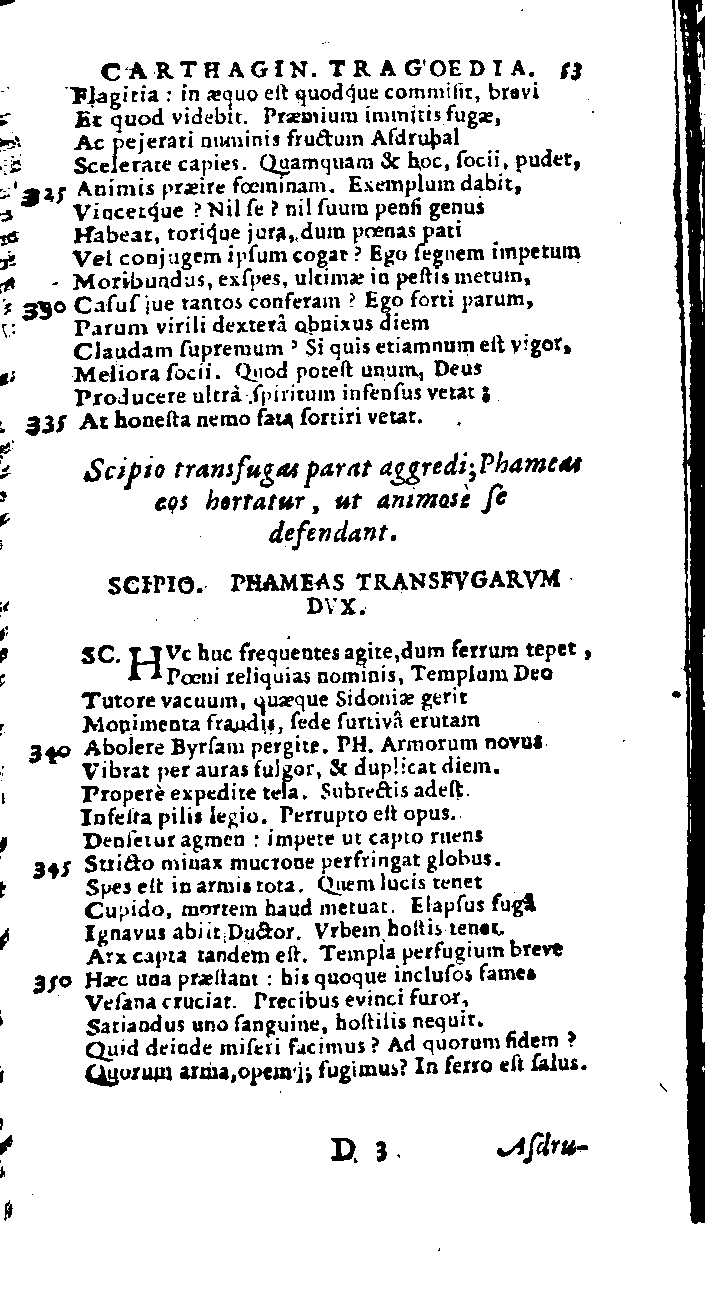 CARTHAGIN. TRAGOEDIA. 53
Flagitia : in æquo eſt quodque commiſit, brevi
Et quod videbit. Præmium immitis fugæ,
Ac pejerati numinis fructum Aſdrubal
Scelerate capies. Quamquam & hoc, ſocii, pudet,
325 Animis præire fœminam. Exemplum dabit,
Vincetque ? Nil ſe ? nil ſuum penſi genus
Habeat, torique jura, dum pœnas pati
Vel conjugem ipſum cogat ? Ego ſegnem impetum
Moribundus, exſpes, ultimæ in peſtis metum,
330 Caſuſque tantos conferam ? Ego forti parum,
Parum virili dexterâ obnixus diem
Claudam ſupremum ? Si quis etiamnum eſt vigor,
Meliora ſocii. Quod poteſt unum, Deus
Producere ultrâ ſpiritum infenſus vetat ;
335 At honeſta nemo fata ſortiri vetat.
Scipio transfugas parat aggredi; Phameas
eos hortatur, ut animosè ſe
defendant.
SCIPIO. PHAMEAS TRANSFVGARVM
DVX.
SC. HVc huc frequentes agite, dum ferrum tepet,
Pœni reliquias nominis, Templum Deo
Tutore vacuum, quæque Sidoniæ gerit
Monimenta fraudis, ſede furtivâ erutam
340 Abolere Byrſam pergite. PH. Armorum novus
Vibrat per auras fulgor, & duplicat diem.
Properè expedite tela. Subrectis adeſt
Infeſta pilis legio. Perrupto eſt opus.
Denſetur agmen : impete ut capto ruens
345 Stricto minax mucrone perfringat globus.
Spes eſt in armis tota. Quem lucis tenet
Cupido, mortem haud metuat. Elapſus fugâ
Ignavus abiit Ductor. Vrbem hoſtis tenet.
Arx capta tandem eſt. Templa perfugium breve
350 Hæc una præſtant : his quoque incluſos fames
Veſana cruciat. Precibus evinci furor,
Satiandus uno ſanguine, hoſtilis nequit.
Quid deinde miſeri facimus ? Ad quorum fidem ?
Quorum arma, opemq; fugimus? In ferro eſt ſalus.
D 3 Aſdru-